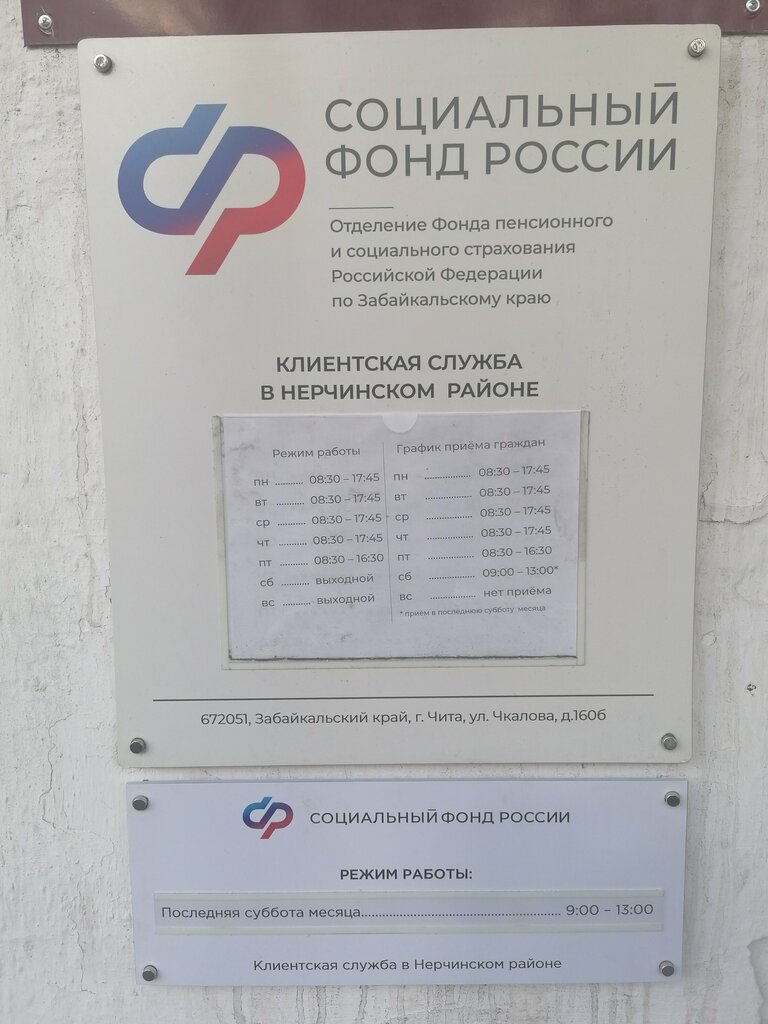 СОЦИАЛЬНЫЙ
ФОНД РОССИИ
Отделение Фонда пенсионного
и социального страхования
Российской Федерации
по Забайкальскому краю
КЛИЕНТСКАЯ СЛУЖБА
В НЕРЧИНСКОМ РАЙОНЕ
Режим работы
пн .......... 08:30 – 17:45
вт .......... 08:30 – 17:45
ср .......... 08:30 – 17:45
чт .......... 08:30 – 17:45
пт .......... 08:30 – 16:30
сб .......... выходной
вс .......... выходной
График приёма граждан
пн .................. 08:30 – 17:45
вт .................. 08:30 – 17:45
ср .................. 08:30 – 17:45
чт .................. 08:30 – 17:45
пт .................. 08:30 – 16:30
сб .................. 09:00 – 13:00*
вс .................. нет приёма
* приём в последнюю субботу месяца
672051, Забайкальский край, г. Чита, ул. Чкалова, д.160б
СОЦИАЛЬНЫЙ ФОНД РОССИИ
РЕЖИМ РАБОТЫ:
Последняя суббота месяца.................................................. 9:00 – 13:00
Клиентская служба в Нерчинском районе